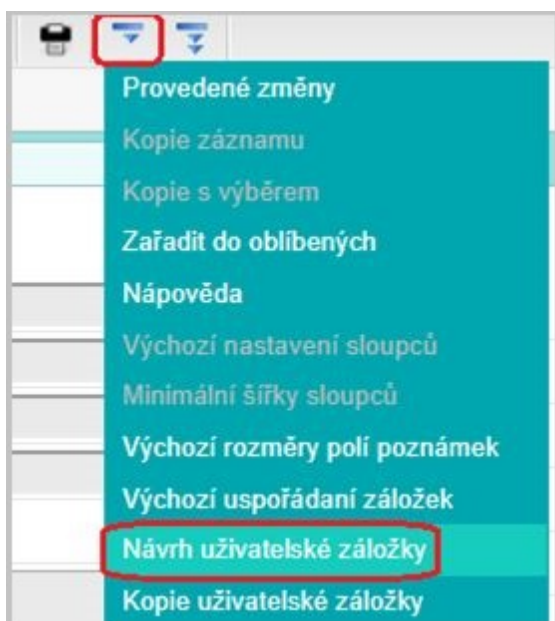 Provedené změny
Kopie záznamu
Kopie s výběrem
Zařadit do oblíbených
Nápověda
Výchozí nastavení sloupců
Minimální šířky sloupců
Výchozí rozměry polí poznámek
Výchozí uspořádaní záložek
Návrh uživatelské záložky
Kopie uživatelské záložky